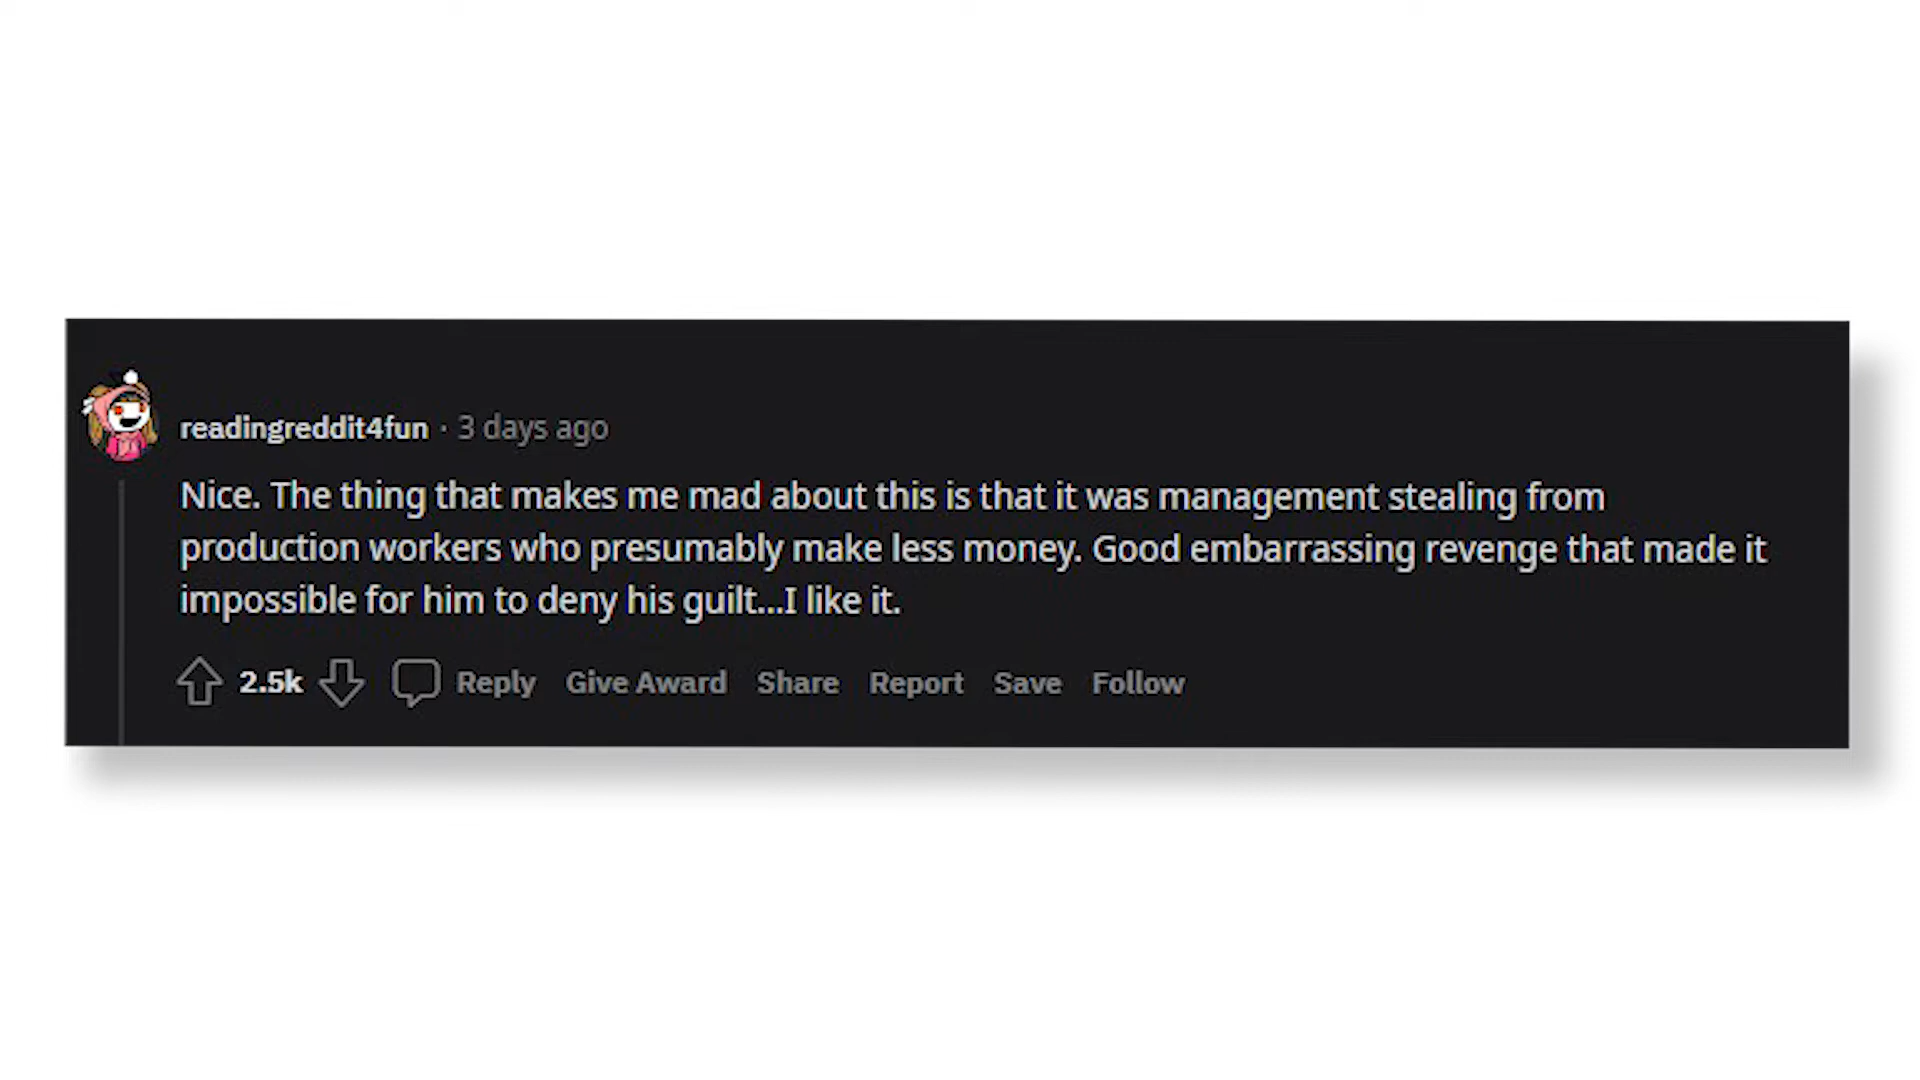 readingreddit4fun · 3 days ago
Nice. The thing that makes me mad about this is that it was management stealing from
production workers who presumably make less money. Good embarrassing revenge that made it
impossible for him to deny his guilt...I like it.
2.5k Reply Give Award Share Report Save Follow